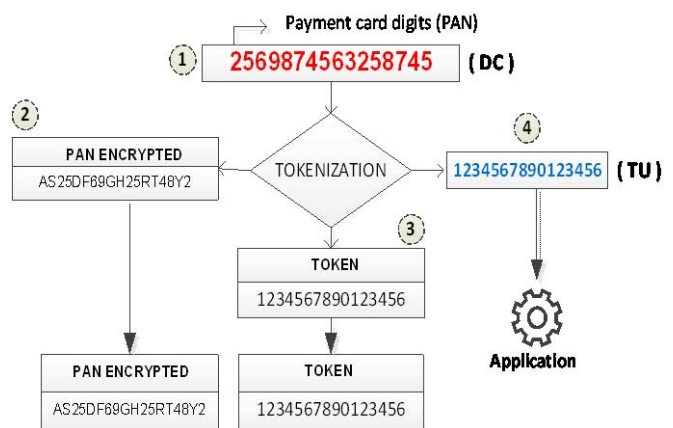 Payment card digits (PAN)
1
2569874563258745
(DC)
2
PAN ENCRYPTED
AS25DF69GH25RT48Y2
TOKENIZATION
4
1234567890123456
(TU)
3
TOKEN
1234567890123456
Application
PAN ENCRYPTED
AS25DF69GH25RT48Y2
TOKEN
1234567890123456